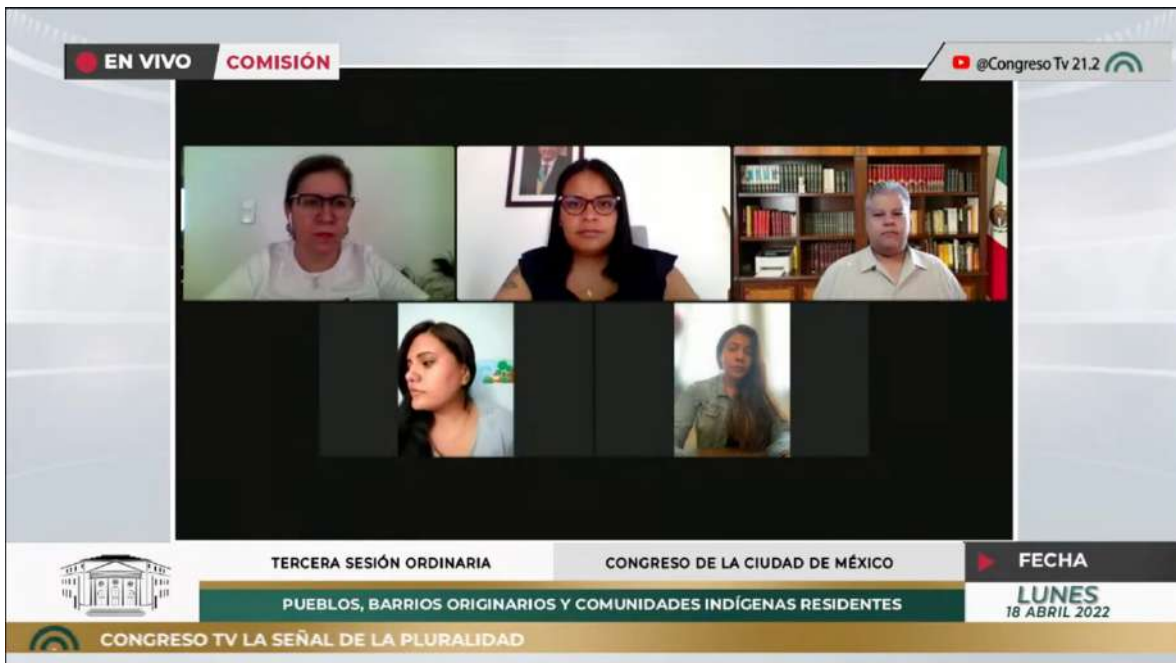 EN VIVO
COMISIÓN
@Congreso Tv 21.2
TERCERA SESIÓN ORDINARIA
CONGRESO DE LA CIUDAD DE MÉXICO
FECHA
PUEBLOS, BARRIOS ORIGINARIOS Y COMUNIDADES INDÍGENAS RESIDENTES
LUNES
18 ABRIL 2022
CONGRESO TV LA SEÑAL DE LA PLURALIDAD